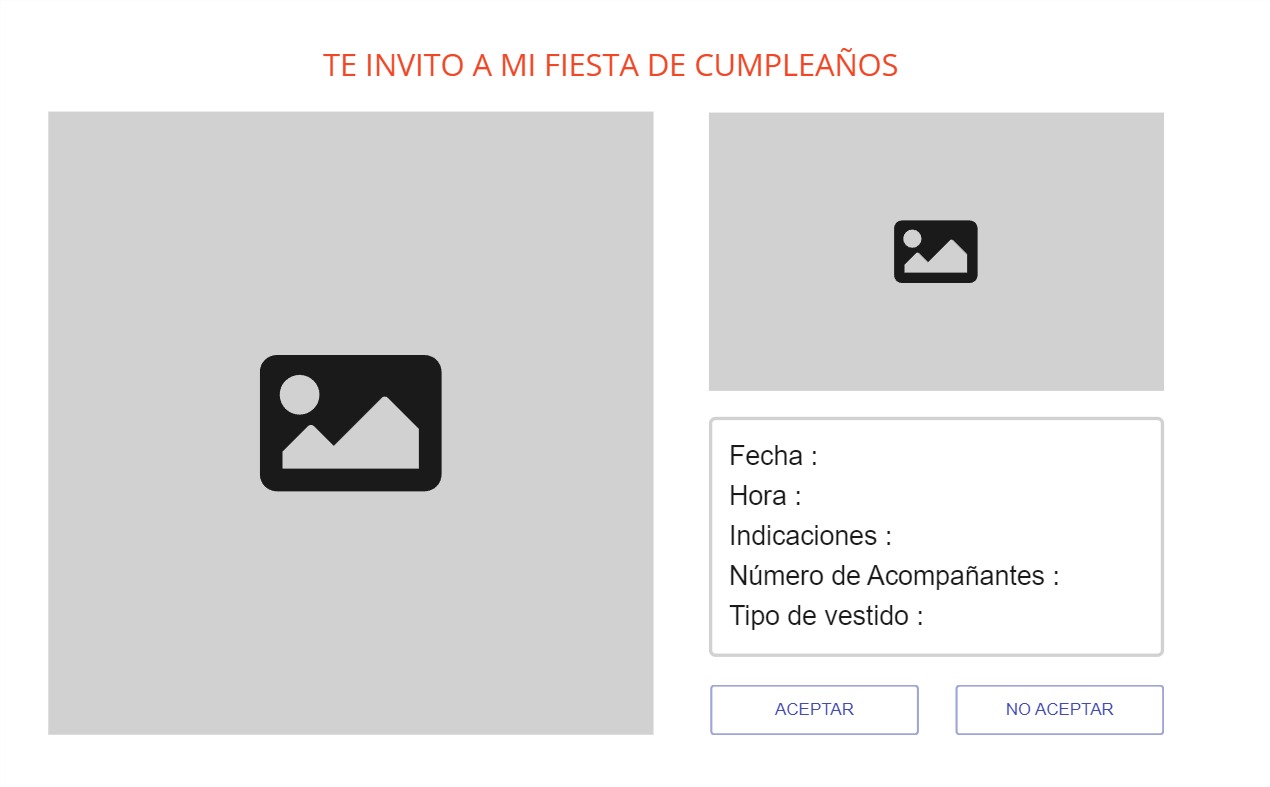 TE INVITO A MI FIESTA DE CUMPLEAÑOS
Fecha :
Hora :
Indicaciones :
Número de Acompañantes :
Tipo de vestido :
ACEPTAR
NO ACEPTAR